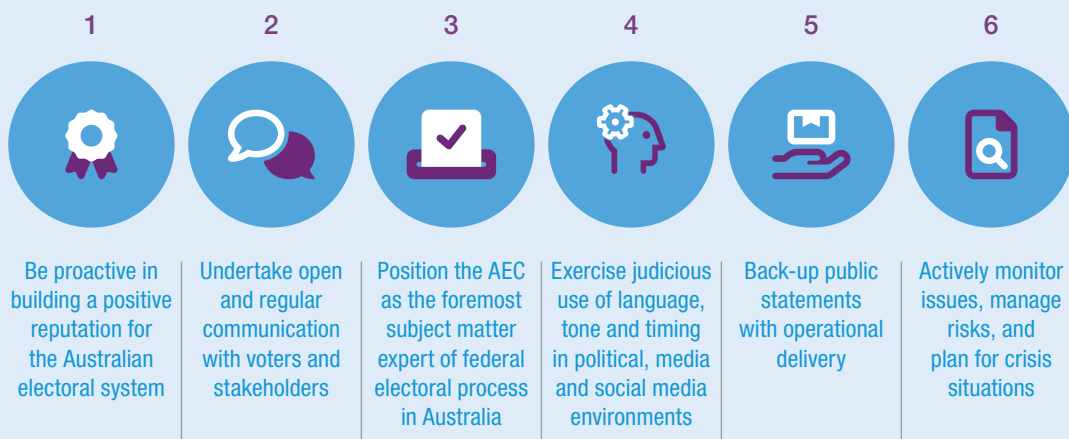 1
2
3
4
5
6
Be proactive in
building a positive
reputation for
the Australian
electoral system
Undertake open
and regular
communication
with voters and
stakeholders
Position the AEC
as the foremost
subject matter
expert of federal
electoral process
in Australia
Exercise judicious
use of language,
tone and timing
in political, media
and social media
environments
Back-up public
statements
with operational
delivery
Actively monitor
issues, manage
risks, and
plan for crisis
situations